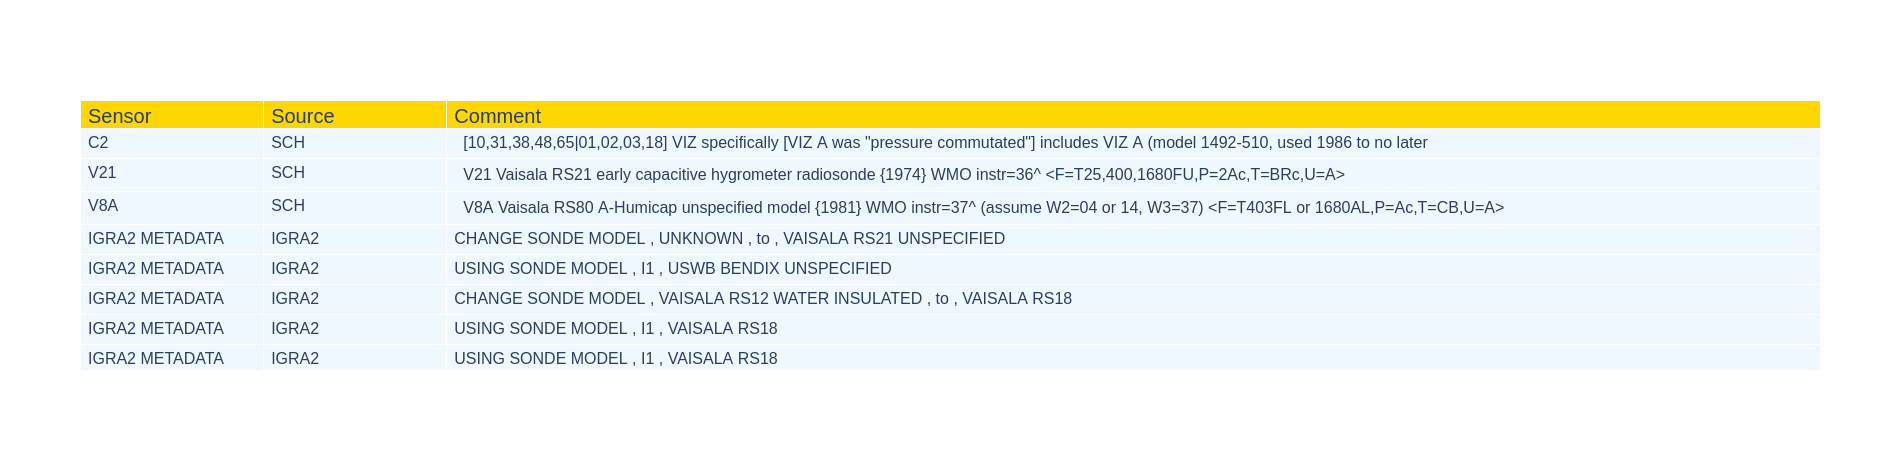 Sensor Source Comment
C2 SCH [10,31,38,48,65|01,02,03,18] VIZ specifically [VIZ A was "pressure commutated"] includes VIZ A (model 1492-510, used 1986 to no later
V21 SCH V21 Vaisala RS21 early capacitive hygrometer radiosonde {1974} WMO instr=36^ <F=T25,400,1680FU,P=2Ac,T=BRc,U=A>
V8A SCH V8A Vaisala RS80 A-Humicap unspecified model {1981} WMO instr=37^ (assume W2=04 or 14, W3=37) <F=T403FL or 1680AL,P=Ac,T=CB,U=A>
IGRA2 METADATA IGRA2 CHANGE SONDE MODEL , UNKNOWN , to , VAISALA RS21 UNSPECIFIED
IGRA2 METADATA IGRA2 USING SONDE MODEL , I1 , USWB BENDIX UNSPECIFIED
IGRA2 METADATA IGRA2 CHANGE SONDE MODEL , VAISALA RS12 WATER INSULATED , to , VAISALA RS18
IGRA2 METADATA IGRA2 USING SONDE MODEL , I1 , VAISALA RS18
IGRA2 METADATA IGRA2 USING SONDE MODEL , I1 , VAISALA RS18